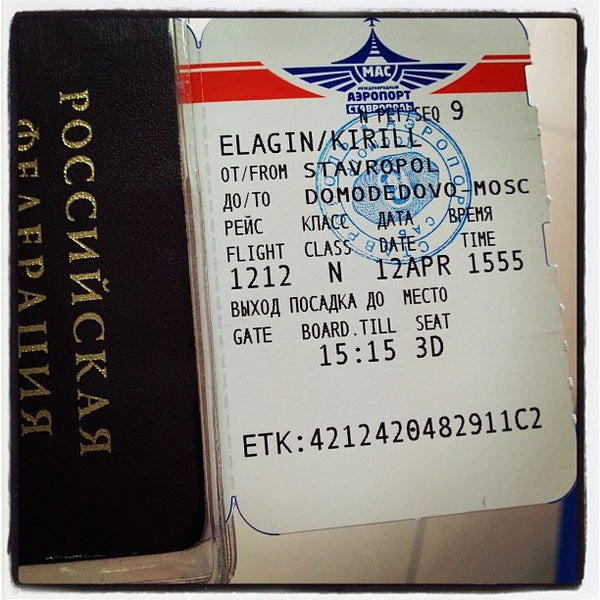 РОССИЙСКАЯ
ФЕДЕРАЦИЯ
МАС
МЕЖДУНАРОДНЫЙ
АЭРОПОРТ
СТАВРОПОЛЬ
N РЕГ/SEQ 9
ELAGIN/KIRILL
ОТ/FROM STAVROPOL
ДО/TO DOMODEDOVO-MOSC
РЕЙС КЛАСС ДАТА ВРЕМЯ
FLIGHT CLASS DATE TIME
1212 N 12APR 1555
ВЫХОД ПОСАДКА ДО МЕСТО
GATE BOARD.TILL SEAT
15:15 3D
ETK:4212420482911C2